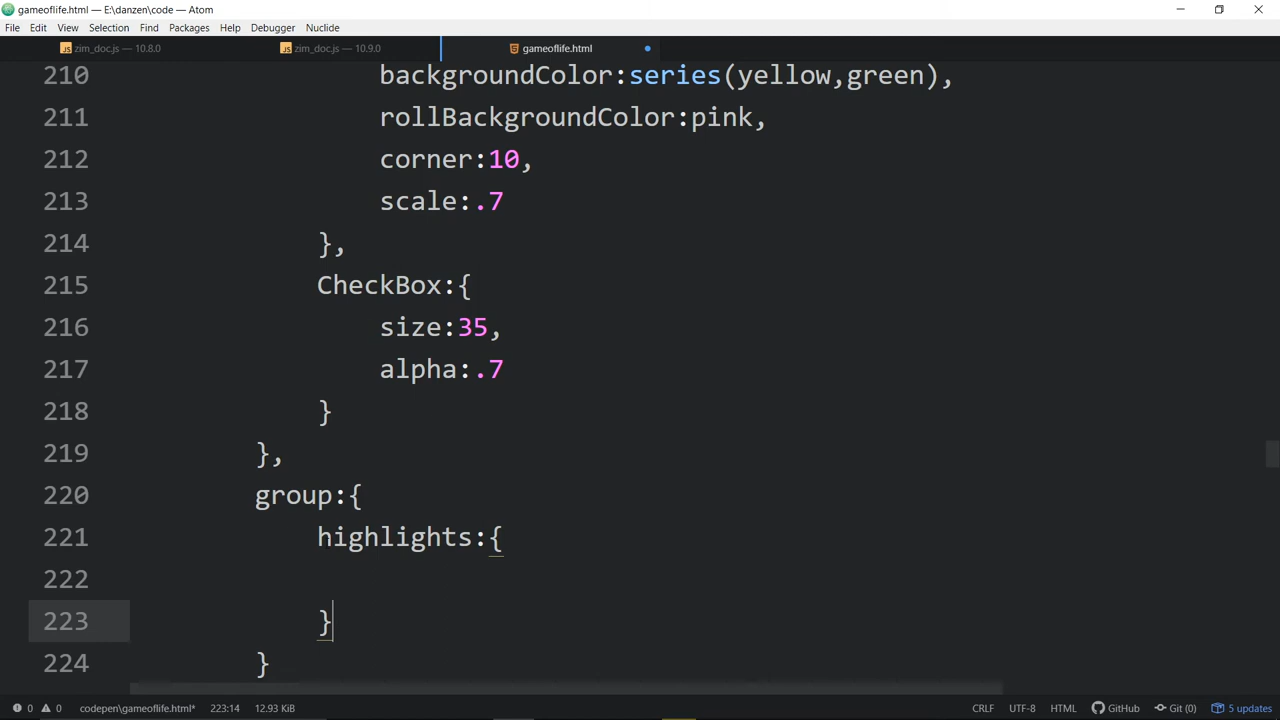 gameoflife.html — E:\danzen\code — Atom
File Edit View Selection Find Packages Help Debugger Nuclide
zim_doc.js — 10.8.0 zim_doc.js — 10.9.0 gameoflife.html
210 backgroundColor:series(yellow,green),
211 rollBackgroundColor:pink,
212 corner:10,
213 scale:.7
214 },
215 CheckBox:{
216 size:35,
217 alpha:.7
218 }
219 },
220 group:{
221 highlights:{
222
223 }
224 }
0 0 codepen\gameoflife.html* 223:14 12.93 KiB CRLF UTF-8 HTML GitHub Git (0) 5 updates